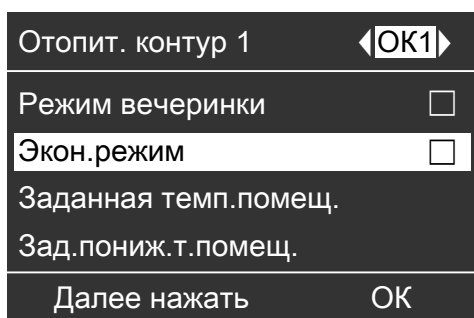 Отопит. контур 1 ОК1
Режим вечеринки
Экон.режим
Заданная темп.помещ.
Зад.пониж.т.помещ.
Далее нажать ОК